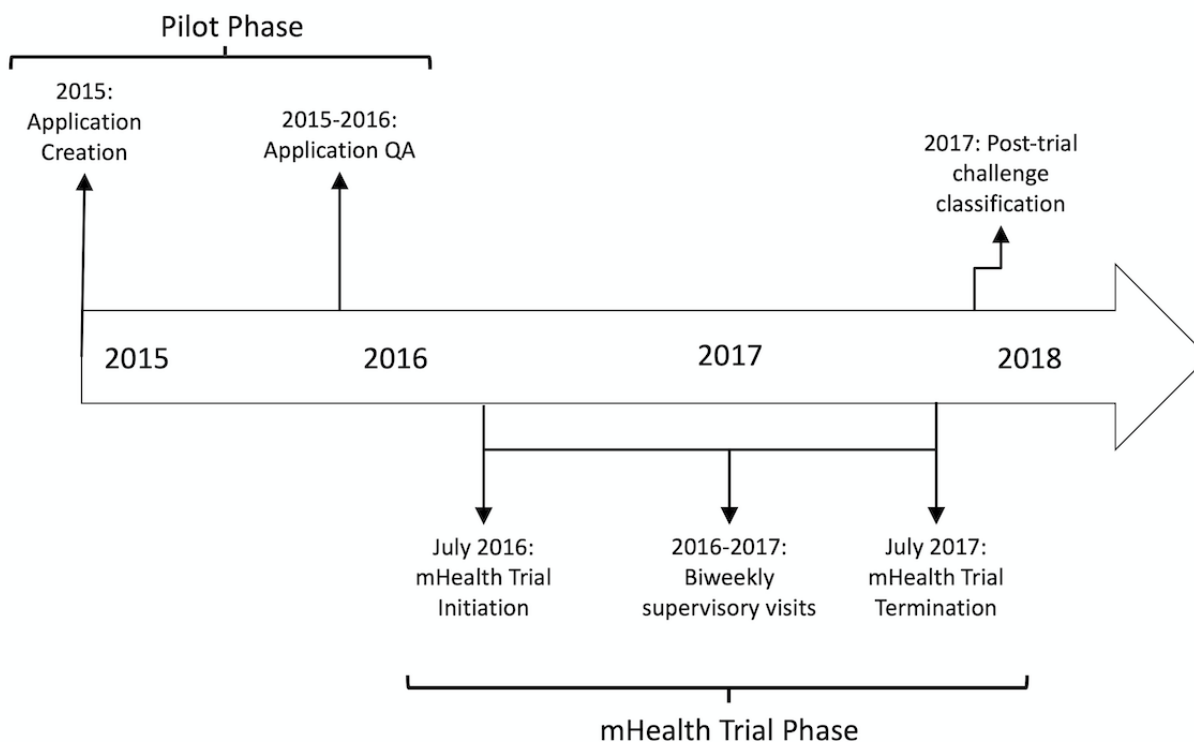 Pilot Phase
2015:
Application
Creation
2015-2016:
Application QA
2017: Post-trial
challenge
classification
2015
2016
2017
2018
July 2016:
mHealth Trial
Initiation
2016-2017:
Biweekly
supervisory visits
July 2017:
mHealth Trial
Termination
mHealth Trial Phase